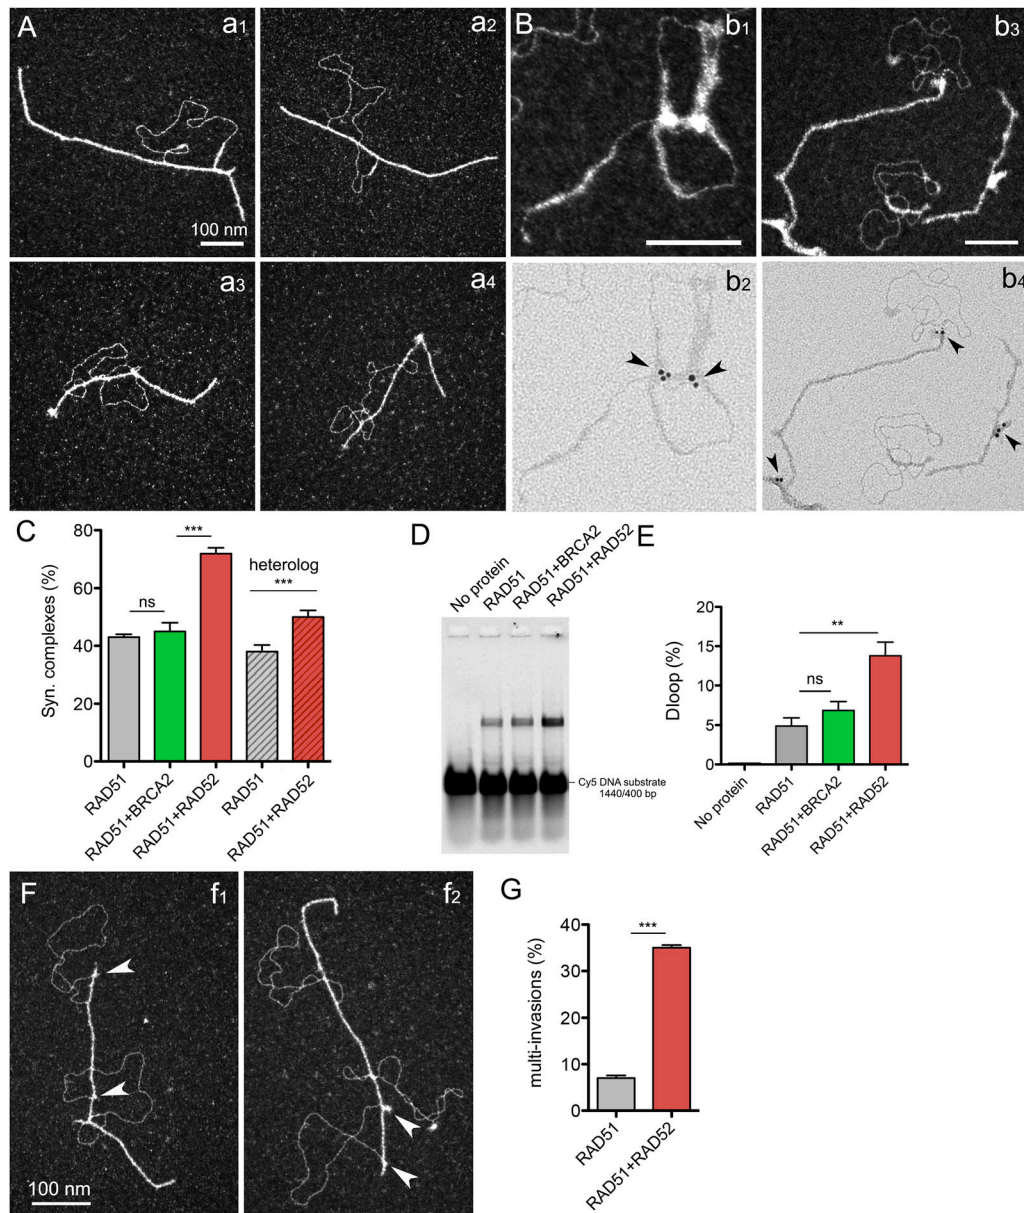 A
a1
a2
B
b1
b3
100 nm
a3
a4
b2
b4
C
Syn. complexes (%)
80
60
40
20
0
ns
***
heterolog
***
RAD51
RAD51+BRCA2
RAD51+RAD52
RAD51
RAD51+RAD52
D
No protein
RAD51
RAD51+BRCA2
RAD51+RAD52
Cy5 DNA substrate
1440/400 bp
E
Dloop (%)
20
15
10
5
0
**
ns
No protein
RAD51
RAD51+BRCA2
RAD51+RAD52
F
f1
f2
100 nm
G
multi-invasions (%)
40
30
20
10
0
***
RAD51
RAD51+RAD52